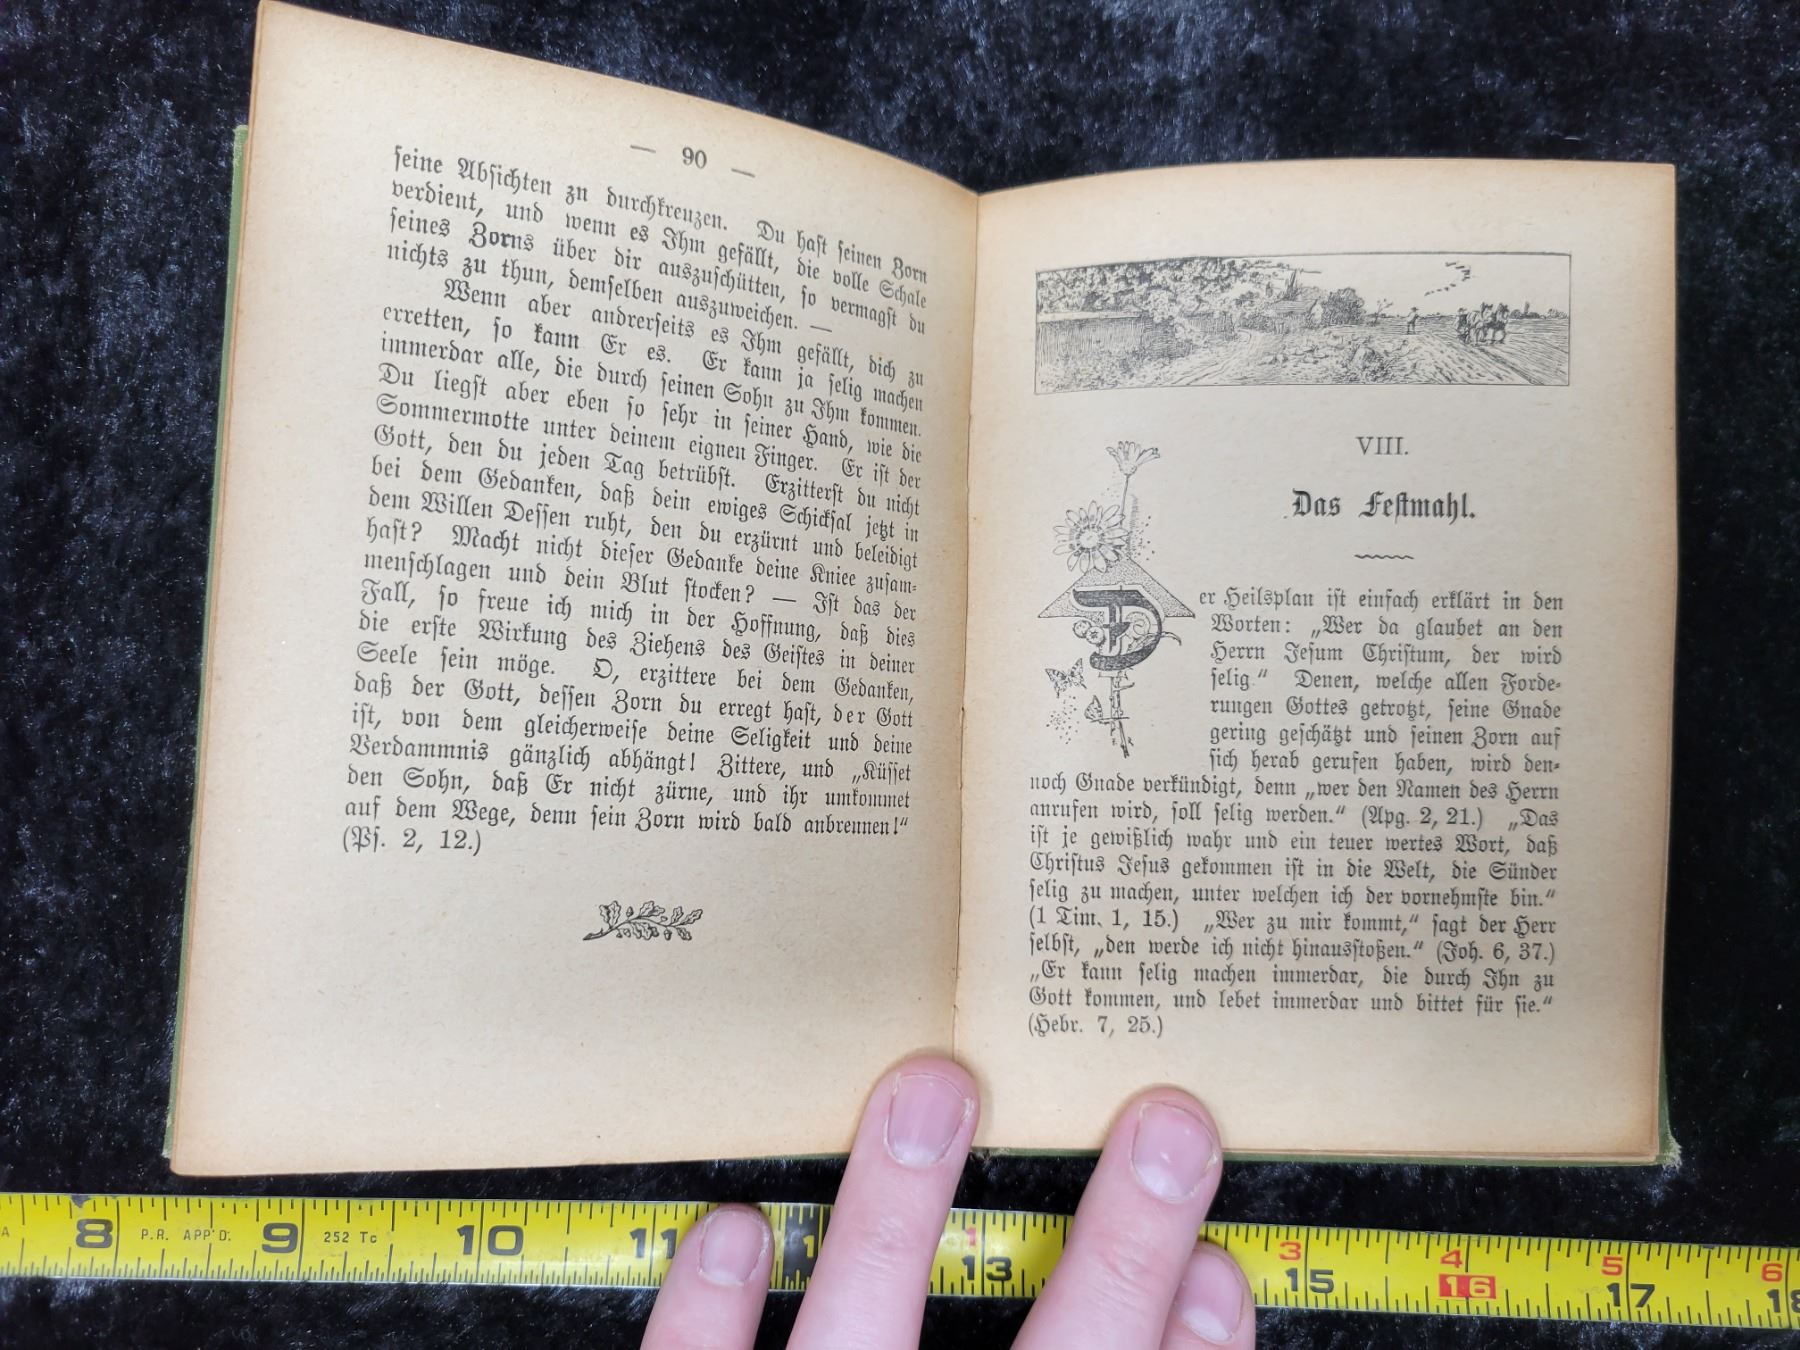 — 90 —
seine Absichten zu durchkreuzen. Du hast seinen Zorn
verdient, und wenn es Ihm gefällt, die volle Schale
seines Zorns über dir auszuschütten, so vermagst du
nichts zu thun, demselben auszuweichen. —
Wenn aber andrerseits es Ihm gefällt, dich zu
erretten, so kann Er es. Er kann ja selig machen
immerdar alle, die durch seinen Sohn zu Ihm kommen.
Du liegst aber eben so sehr in seiner Hand, wie die
Sommermotte unter deinem eignen Finger. Er ist der
Gott, den du jeden Tag betrübst. Erzitterst du nicht
bei dem Gedanken, daß dein ewiges Schicksal jetzt in
dem Willen Dessen ruht, den du erzürnt und beleidigt
hast? Macht nicht dieser Gedanke deine Kniee zusam-
menschlagen und dein Blut stocken? — Ist das der
Fall, so freue ich mich in der Hoffnung, daß dies
die erste Wirkung des Ziehens des Geistes in deiner
Seele sein möge. O, erzittere bei dem Gedanken,
daß der Gott, dessen Zorn du erregt hast, der Gott
ist, von dem gleicherweise deine Seligkeit und deine
Verdammnis gänzlich abhängt! Zittere, und „Küsset
den Sohn, daß Er nicht zürne, und ihr umkommet
auf dem Wege, denn sein Zorn wird bald anbrennen!“
(Ps. 2, 12.)
VIII.
Das Festmahl.
Der Heilsplan ist einfach erklärt in den
Worten: „Wer da glaubet an den
Herrn Jesum Christum, der wird
selig.“ Denen, welche allen Forde-
rungen Gottes getrotzt, seine Gnade
gering geschätzt und seinen Zorn auf
sich herab gerufen haben, wird den-
noch Gnade verkündigt, denn „wer den Namen des Herrn
anrufen wird, soll selig werden.“ (Apg. 2, 21.) „Das
ist je gewißlich wahr und ein teuer wertes Wort, daß
Christus Jesus gekommen ist in die Welt, die Sünder
selig zu machen, unter welchen ich der vornehmste bin.“
(1 Tim. 1, 15.) „Wer zu mir kommt,“ sagt der Herr
selbst, „den werde ich nicht hinausstoßen.“ (Joh. 6, 37.)
„Er kann selig machen immerdar, die durch Ihn zu
Gott kommen, und lebet immerdar und bittet für sie.“
(Hebr. 7, 25.)
A 8 P.R. APP'D. 9 252 Tc 10 11 1 1 13 3 15 4 16 5 17 6 18